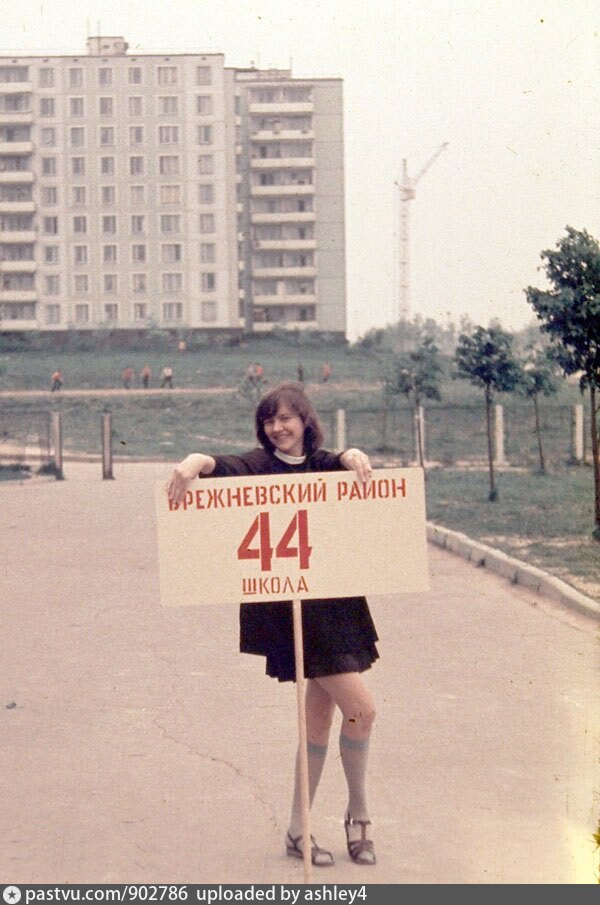 БРЕЖНЕВСКИЙ РАЙОН
44
ШКОЛА
pastvu.com/902786 uploaded by ashley4